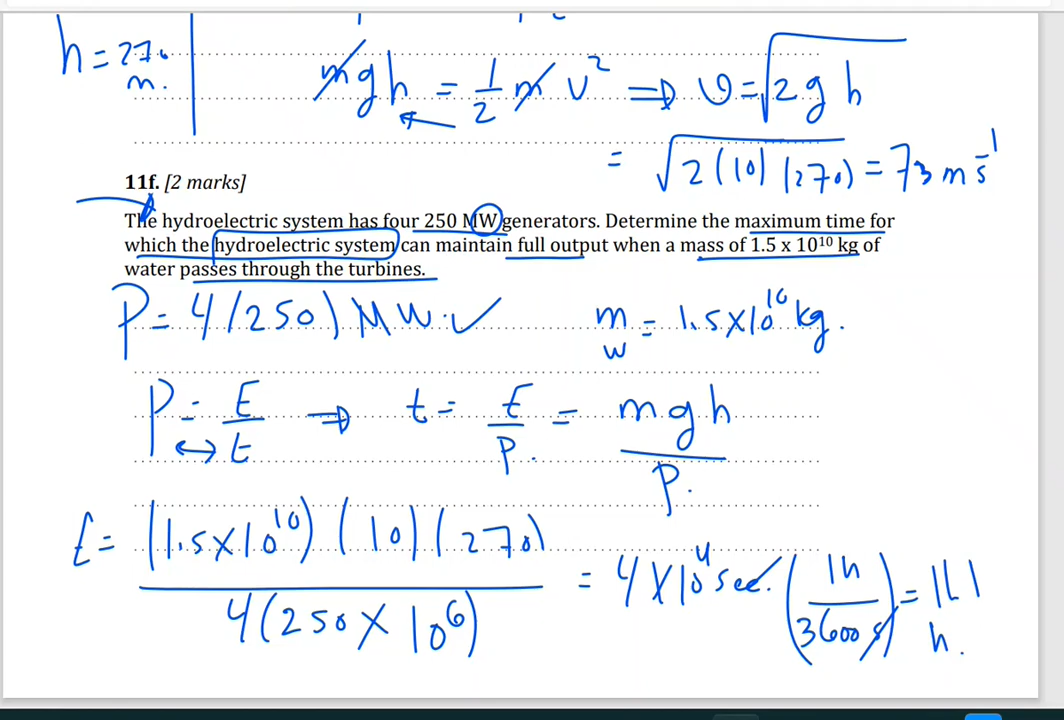 h = 270 m.
mgh = 1/2 m v² ⇒ v = √2gh
= √2(10)(270) = 73 m s⁻¹
11f. [2 marks]
The hydroelectric system has four 250 MW generators. Determine the maximum time for
which the hydroelectric system can maintain full output when a mass of 1.5 x 10¹⁰ kg of
water passes through the turbines.
P = 4(250) MW. ✓ m_w = 1.5×10¹⁰ kg.
P = E/t ⇒ t = E/P. = mgh/P.
t = (1.5×10¹⁰)(10)(270) / 4(250×10⁶) = 4×10⁴ sec. (1h/3600 s) = 11.1 h.